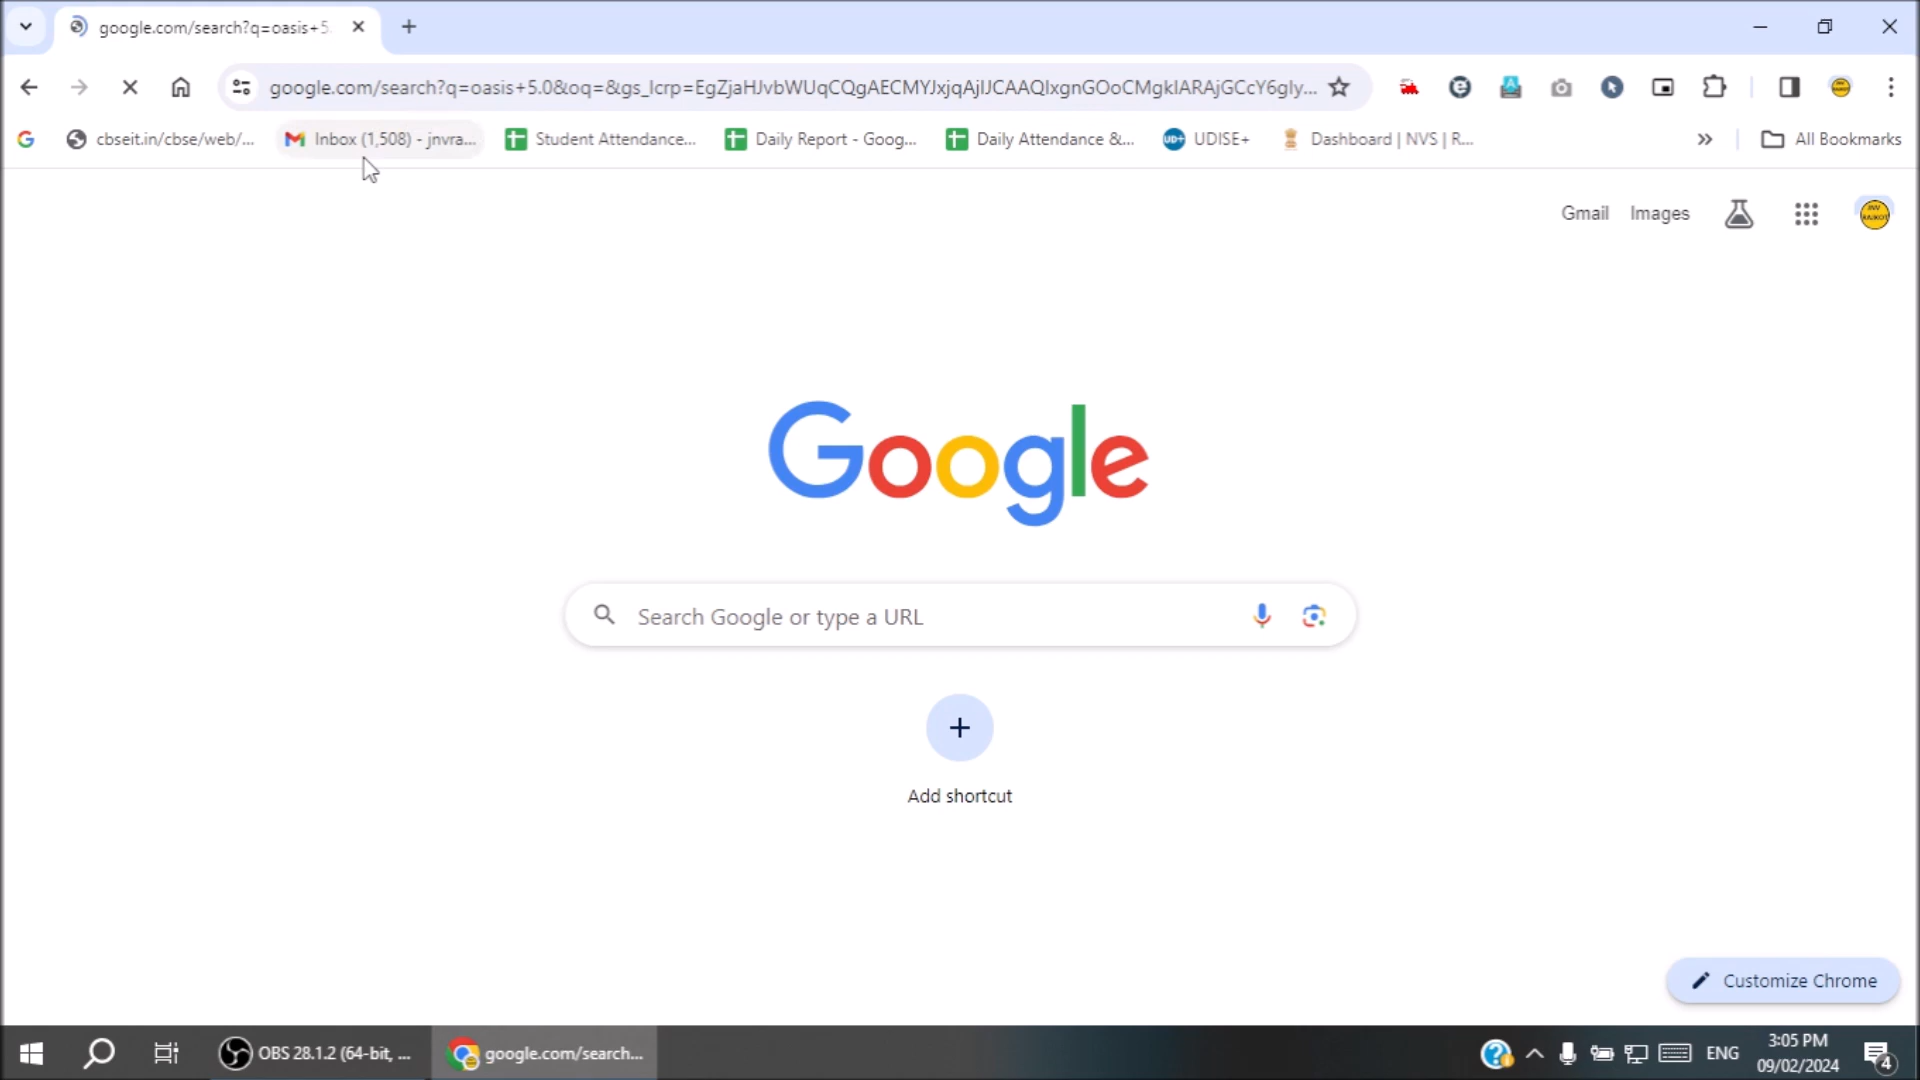 google.com/search?q=oasis+5.
google.com/search?q=oasis+5.0&oq=&gs_lcrp=EgZjaHJvbWUqCQgAECMYJxjqAjIJCAAQIxgnGOoCMgkIARAjGCcY6gIy...
cbseit.in/cbse/web/...
Inbox (1,508) - jnvra...
Student Attendance...
Daily Report - Goog...
Daily Attendance &...
UD+ UDISE+
Dashboard | NVS | R...
All Bookmarks
Gmail Images
Google
Search Google or type a URL
Add shortcut
Customize Chrome
OBS 28.1.2 (64-bit, ...
google.com/search...
ENG
3:05 PM
09/02/2024
4